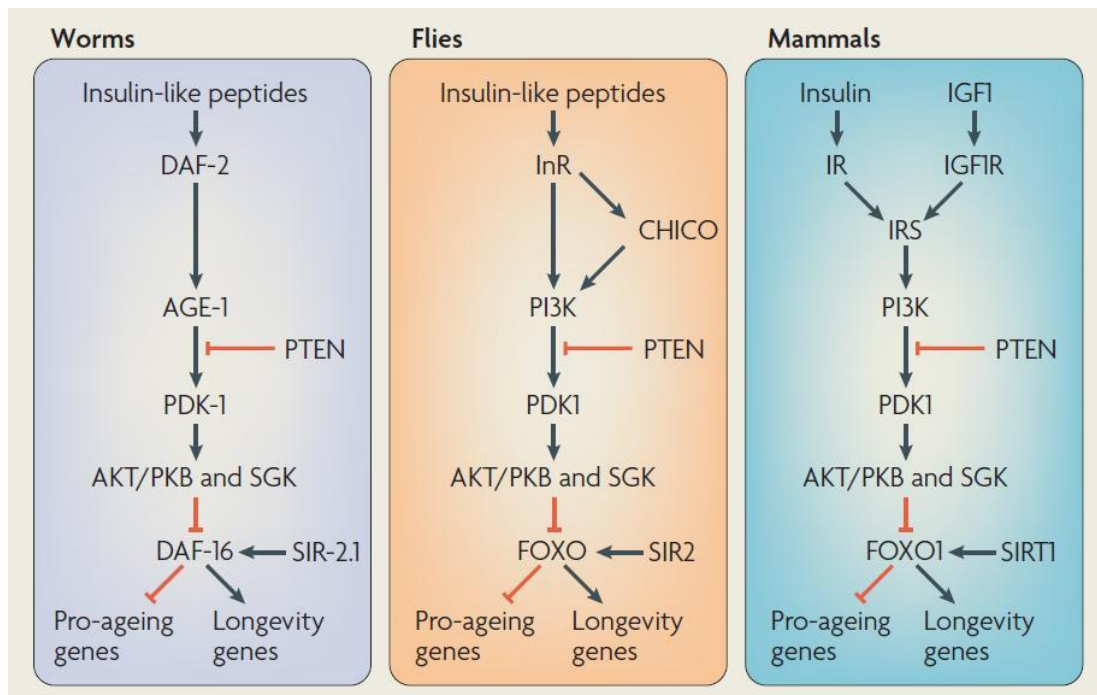 Worms
Insulin-like peptides
DAF-2
AGE-1
PTEN
PDK-1
AKT/PKB and SGK
DAF-16
SIR-2.1
Pro-ageing
genes
Longevity
genes
Flies
Insulin-like peptides
InR
CHICO
PI3K
PTEN
PDK1
AKT/PKB and SGK
FOXO
SIR2
Pro-ageing
genes
Longevity
genes
Mammals
Insulin
IGF1
IR
IGF1R
IRS
PI3K
PTEN
PDK1
AKT/PKB and SGK
FOXO1
SIRT1
Pro-ageing
genes
Longevity
genes